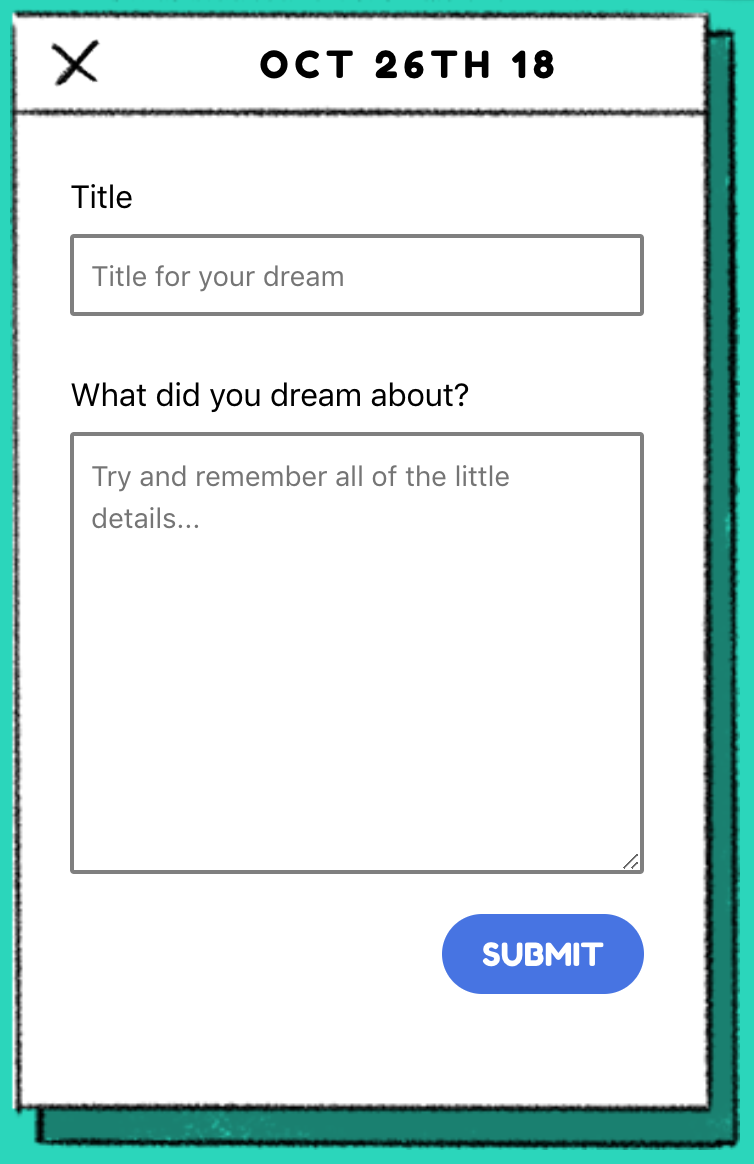 OCT 26TH 18
Title
Title for your dream
What did you dream about?
Try and remember all of the little
details...
SUBMIT